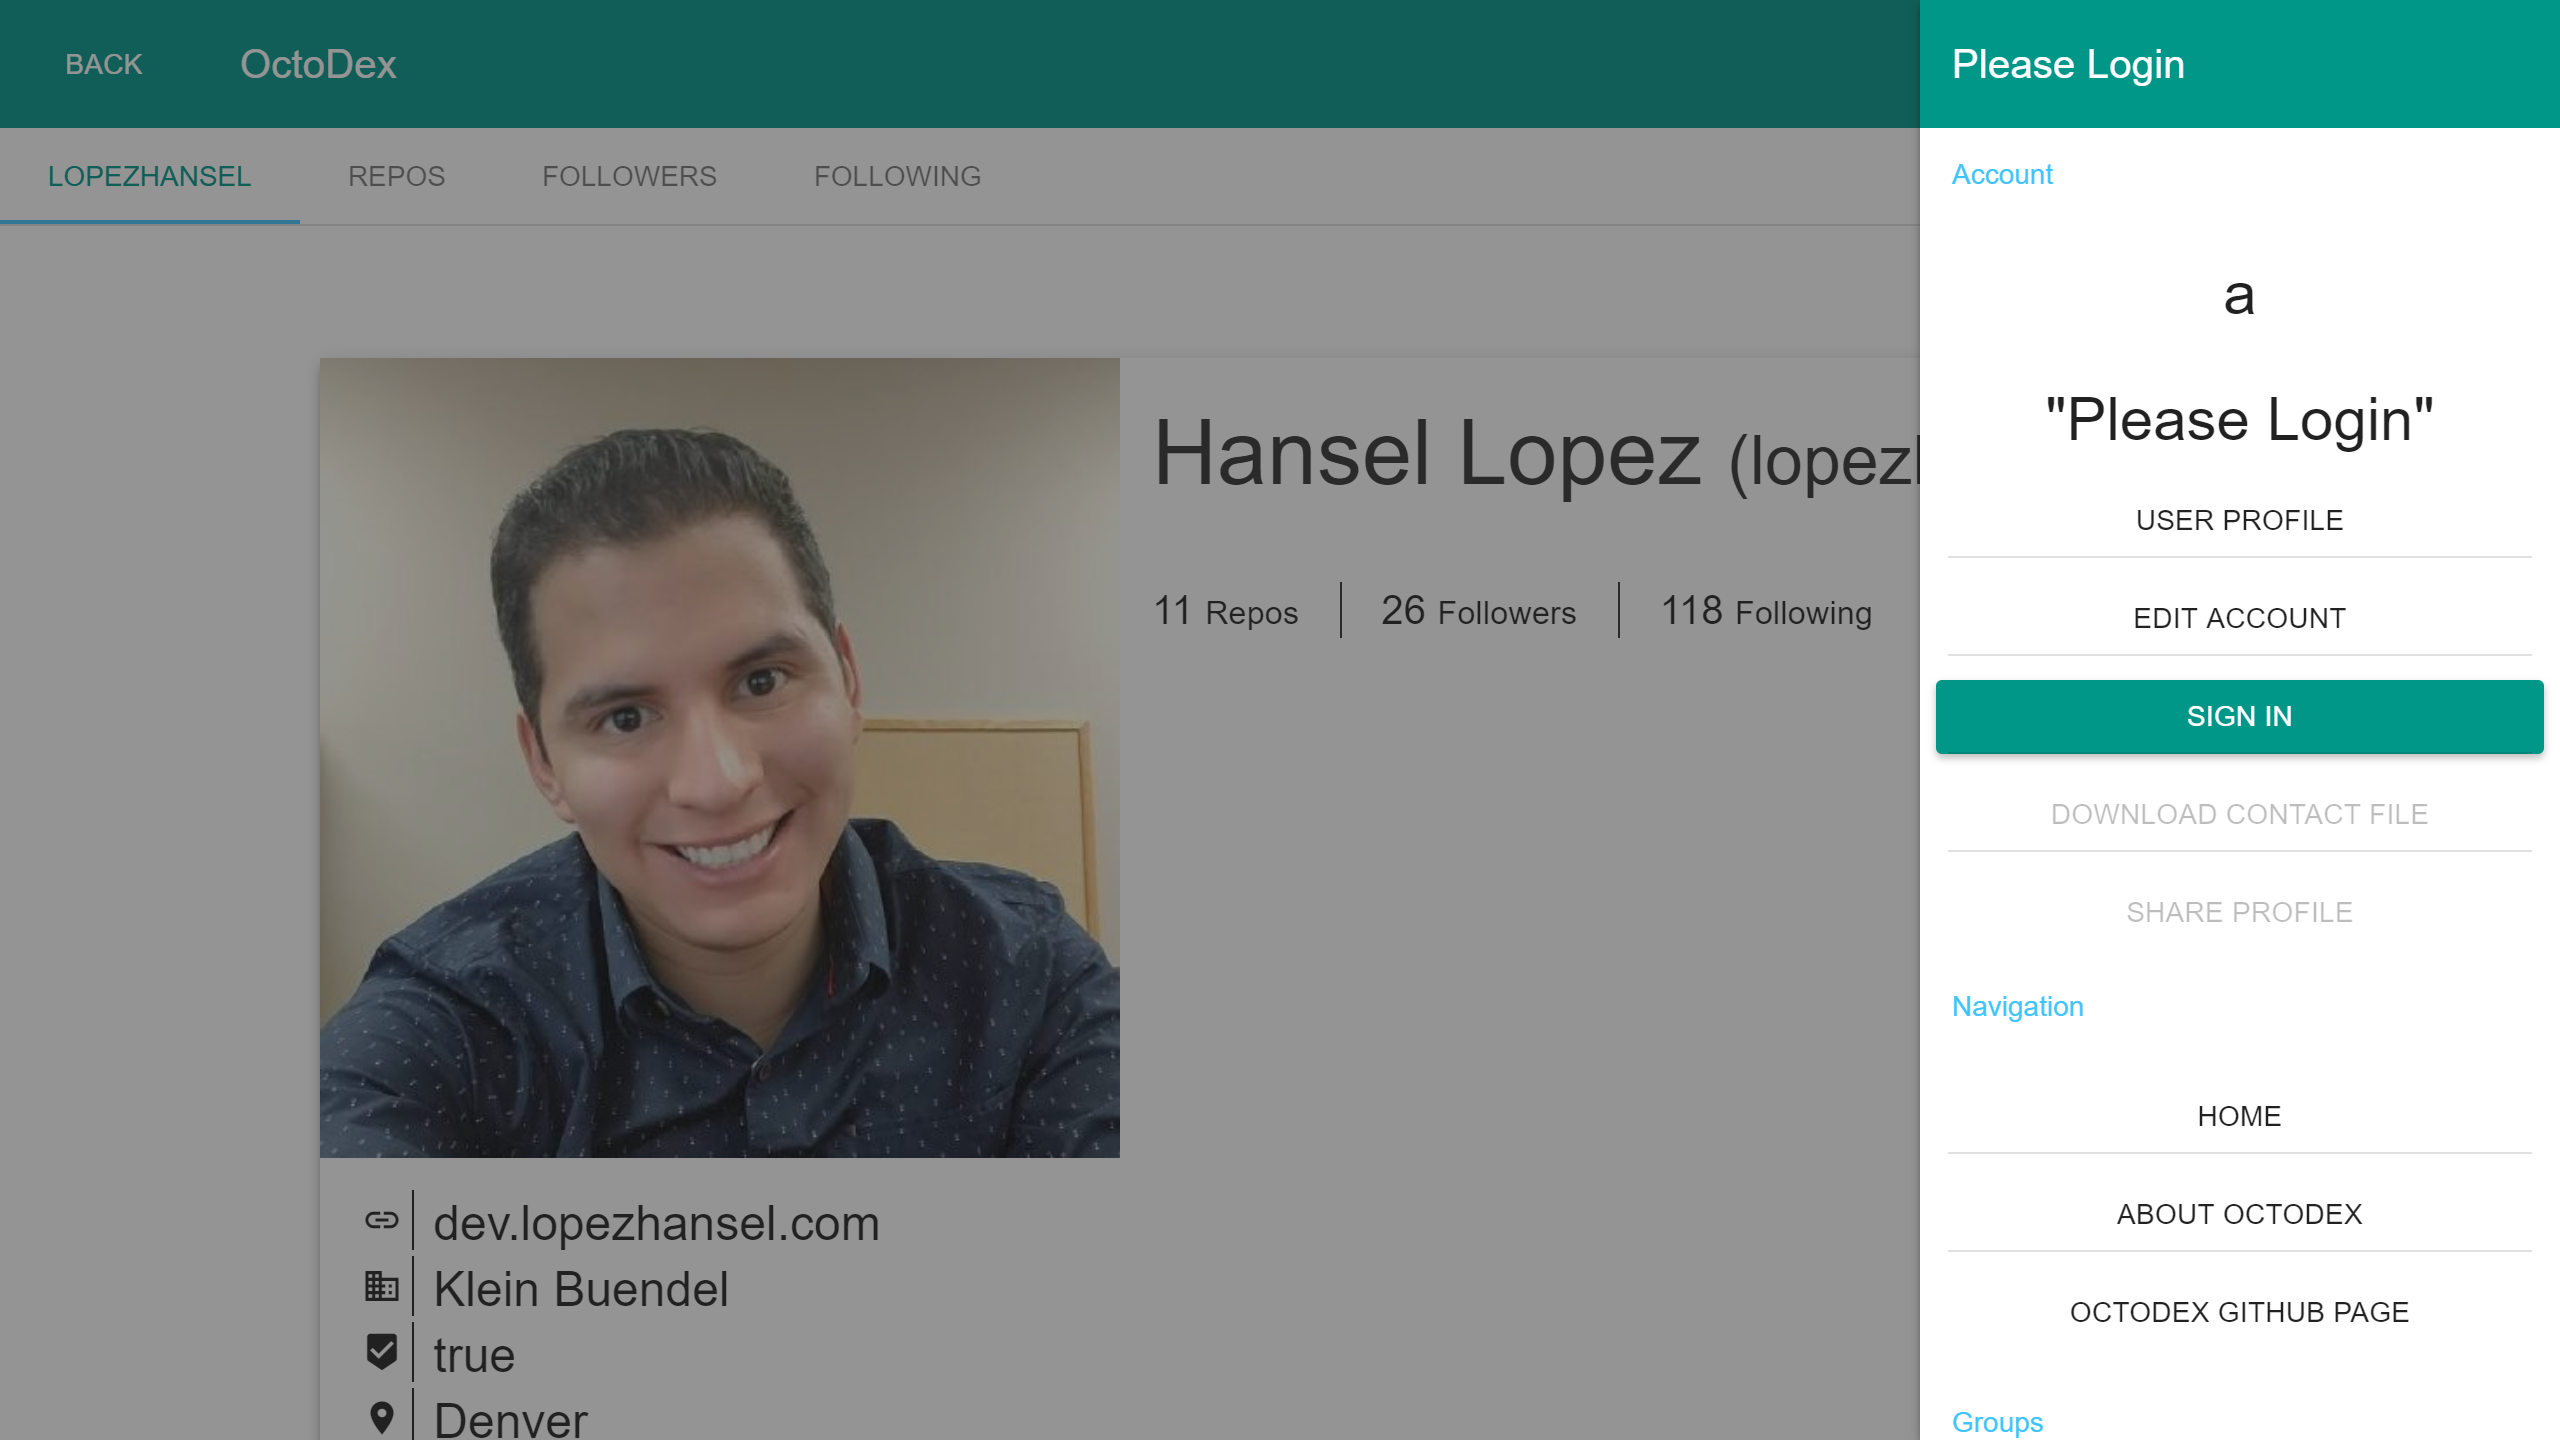 BACK OctoDex
LOPEZHANSEL REPOS FOLLOWERS FOLLOWING
Hansel Lopez (lopezh
11 Repos 26 Followers 118 Following
dev.lopezhansel.com
Klein Buendel
true
Denver
Please Login
Account
a
"Please Login"
USER PROFILE
EDIT ACCOUNT
SIGN IN
DOWNLOAD CONTACT FILE
SHARE PROFILE
Navigation
HOME
ABOUT OCTODEX
OCTODEX GITHUB PAGE
Groups